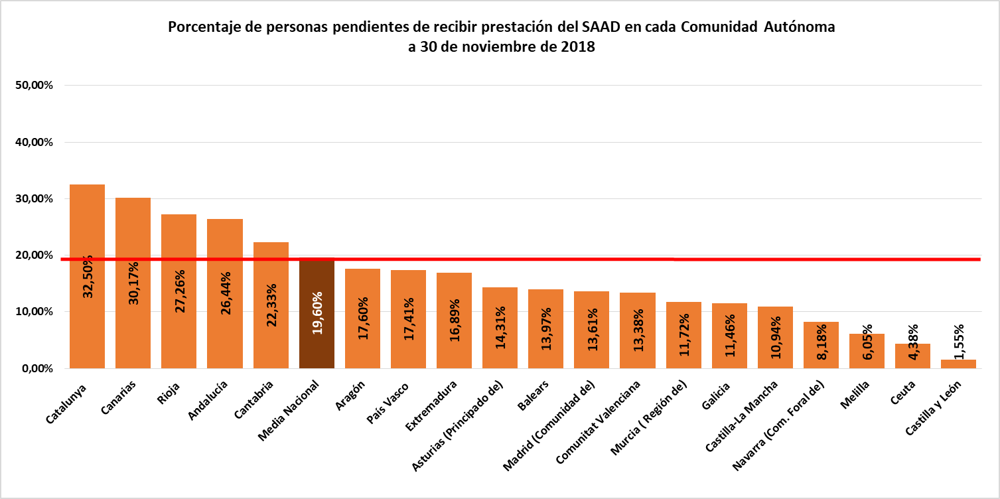 Porcentaje de personas pendientes de recibir prestación del SAAD en cada Comunidad Autónoma
a 30 de noviembre de 2018
50,00%
40,00%
30,00%
20,00%
10,00%
0,00%
32,50%
30,17%
27,26%
26,44%
22,33%
19,60%
17,60%
17,41%
16,89%
14,31%
13,97%
13,61%
13,38%
11,72%
11,46%
10,94%
8,18%
6,05%
4,38%
1,55%
Catalunya
Canarias
Rioja
Andalucía
Cantabria
Media Nacional
Aragón
País Vasco
Extremadura
Asturias (Principado de)
Balears
Madrid (Comunidad de)
Comunitat Valenciana
Murcia ( Región de)
Galicia
Castilla-La Mancha
Navarra (Com. Foral de)
Melilla
Ceuta
Castilla y León